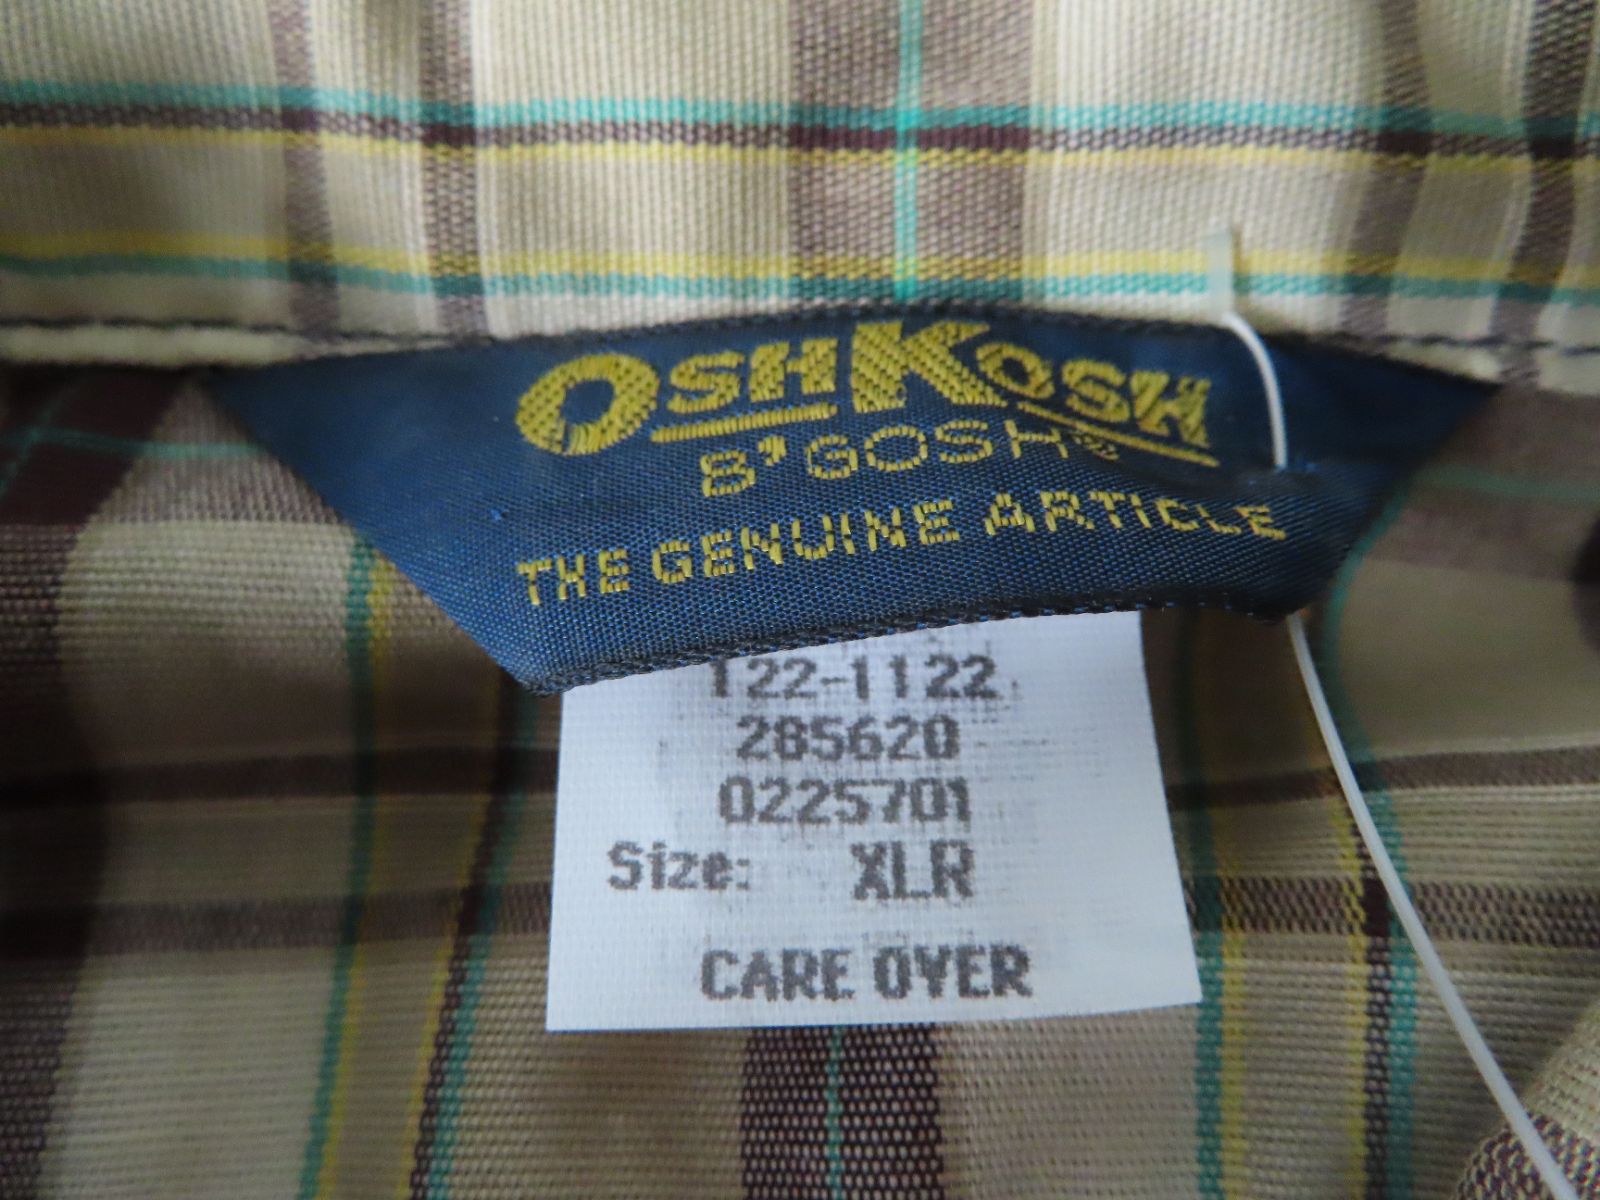 OSHKOSH
B'GOSH®
THE GENUINE ARTICLE
122-1122
285620
0225701
Size: XLR
CARE OVER